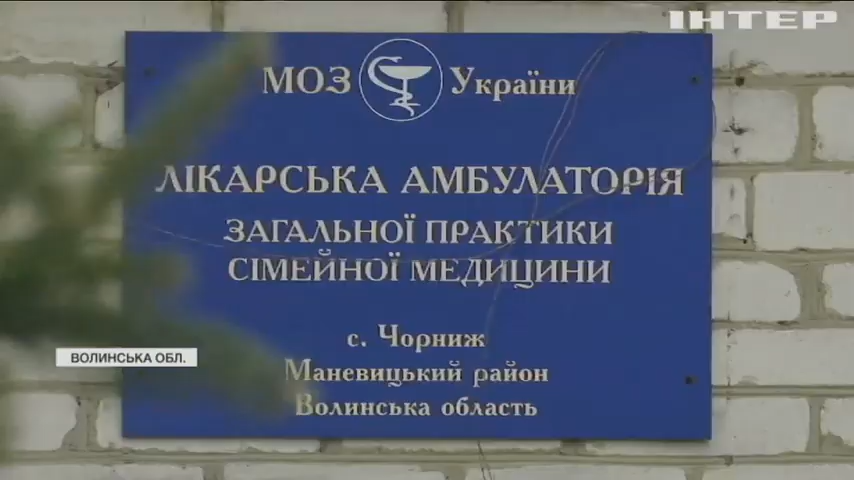 ІНТЕР
МОЗ України
ЛІКАРСЬКА АМБУЛАТОРІЯ
ЗАГАЛЬНОЇ ПРАКТИКИ
СІМЕЙНОЇ МЕДИЦИНИ
с. Чорниж
Маневицький район
Волинська область
ВОЛИНСЬКА ОБЛ.